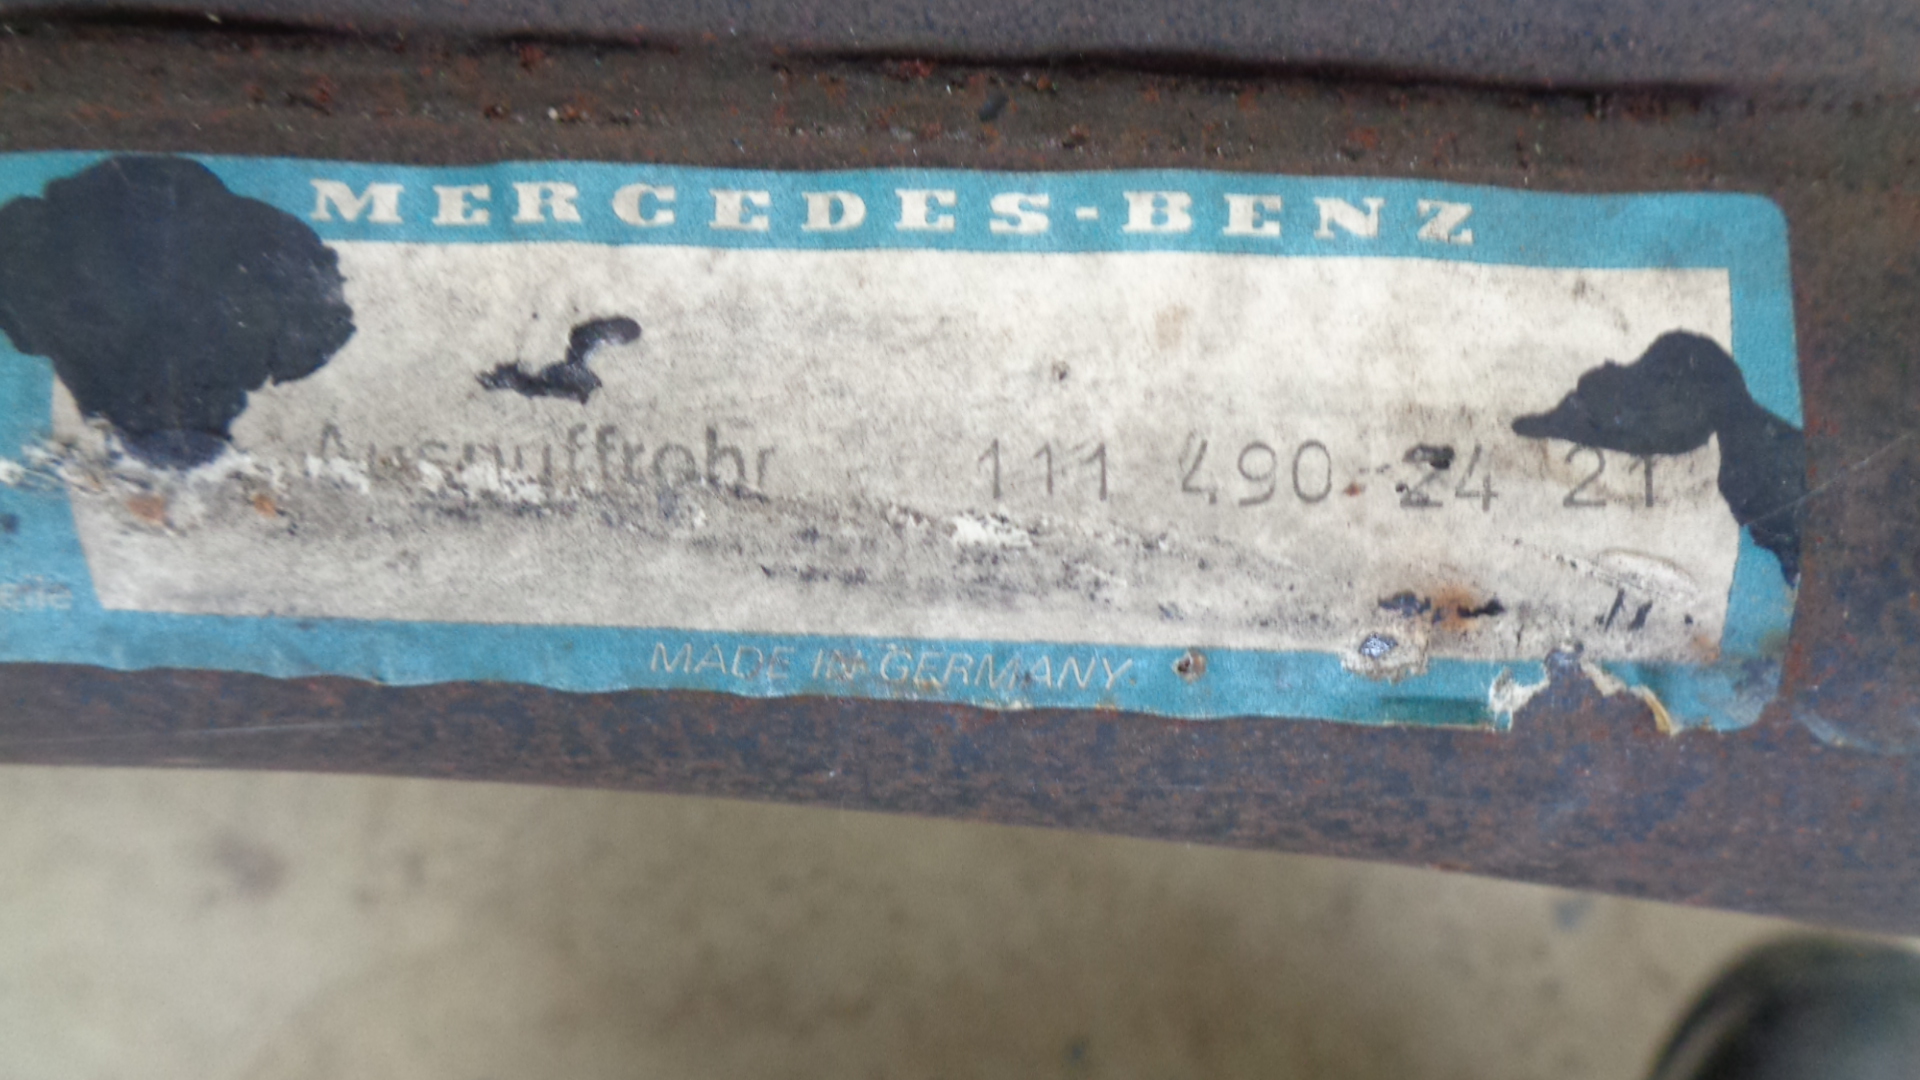 MERCEDES-BENZ
Auspuffrohr 111 490 24 21
MADE IN GERMANY